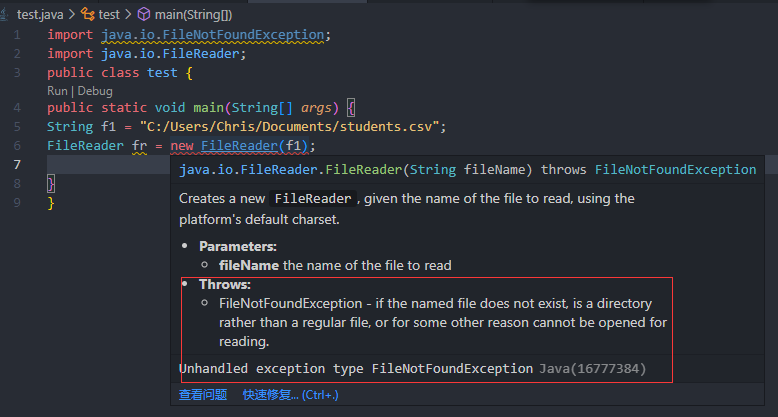 test.java > test > main(String[])
1 import java.io.FileNotFoundException;
2 import java.io.FileReader;
3 public class test {
Run | Debug
4 public static void main(String[] args) {
5 String f1 = "C:/Users/Chris/Documents/students.csv";
6 FileReader fr = new FileReader(f1);
7
8 }
9 }
java.io.FileReader.FileReader(String fileName) throws FileNotFoundException
Creates a new FileReader, given the name of the file to read, using the
platform's default charset.
• Parameters:
○ fileName the name of the file to read
• Throws:
○ FileNotFoundException - if the named file does not exist, is a directory
rather than a regular file, or for some other reason cannot be opened for
reading.
Unhandled exception type FileNotFoundException Java(16777384)
查看问题 快速修复... (Ctrl+.)